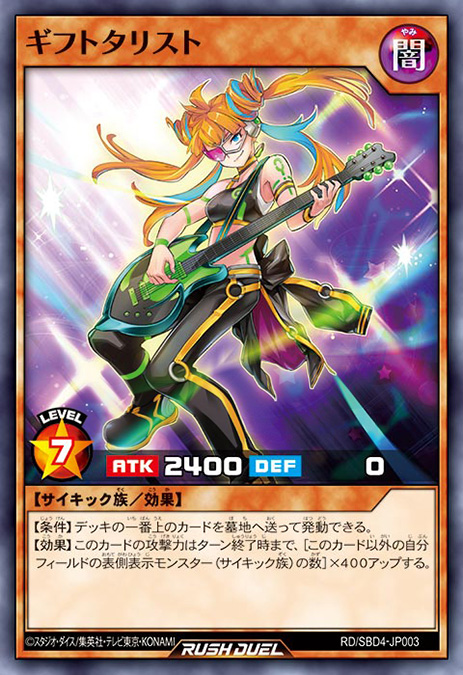 ギフトタリスト
やみ
闇
LEVEL
7
ATK 2400 DEF 0
【サイキック族／効果】
【条件】デッキの一番上のカードを墓地へ送って発動できる。
【効果】このカードの攻撃力はターン終了時まで、[このカード以外の自分
フィールドの表側表示モンスター（サイキック族）の数]×400アップする。
©スタジオ・ダイス/集英社・テレビ東京・KONAMI
RUSH DUEL
RD/SBD4-JP003